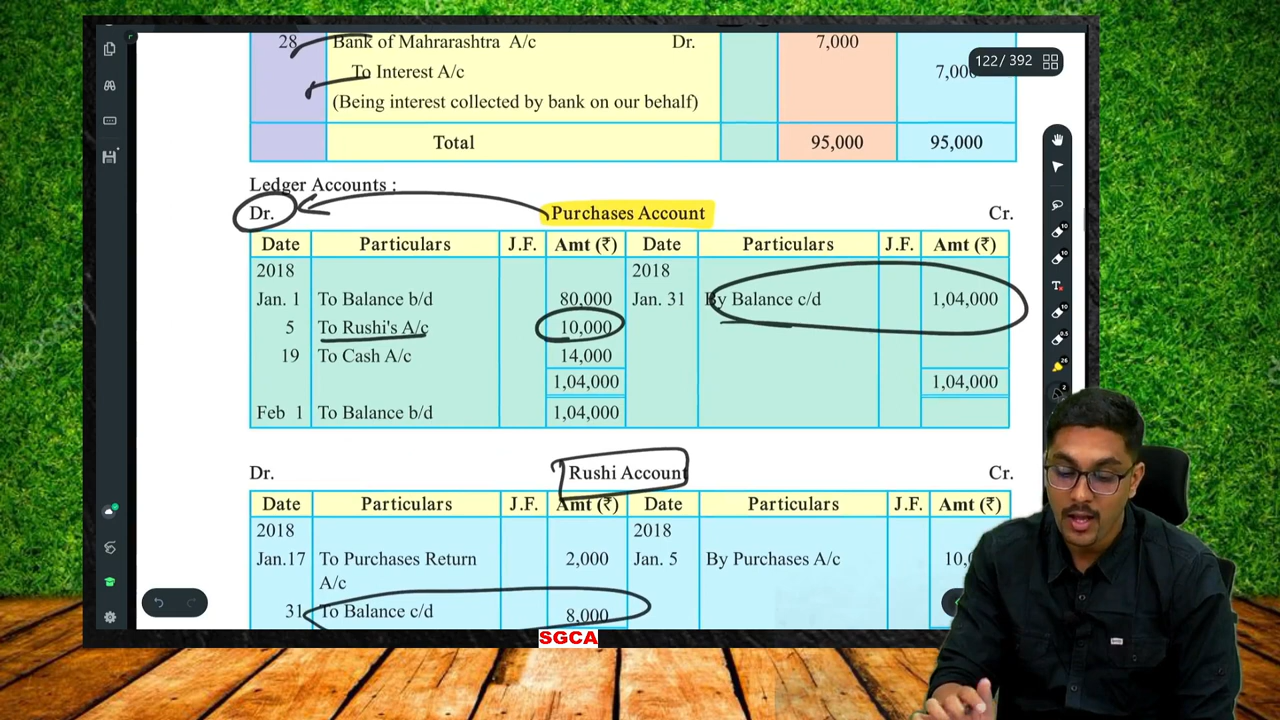 28 Bank of Mahrarashtra A/c Dr. 7,000
122/ 392
To Interest A/c 7,000
(Being interest collected by bank on our behalf)
Total 95,000 95,000
Ledger Accounts :
Dr. Purchases Account Cr.
Date Particulars J.F. Amt (₹) Date Particulars J.F. Amt (₹)
2018 2018
Jan. 1 To Balance b/d 80,000 Jan. 31 By Balance c/d 1,04,000
5 To Rushi's A/c 10,000
19 To Cash A/c 14,000
1,04,000 1,04,000
Feb 1 To Balance b/d 1,04,000
Dr. Rushi Account Cr.
Date Particulars J.F. Amt (₹) Date Particulars J.F. Amt (₹)
2018 2018
Jan.17 To Purchases Return 2,000 Jan. 5 By Purchases A/c
A/c
31 To Balance c/d 8,000
SGCA